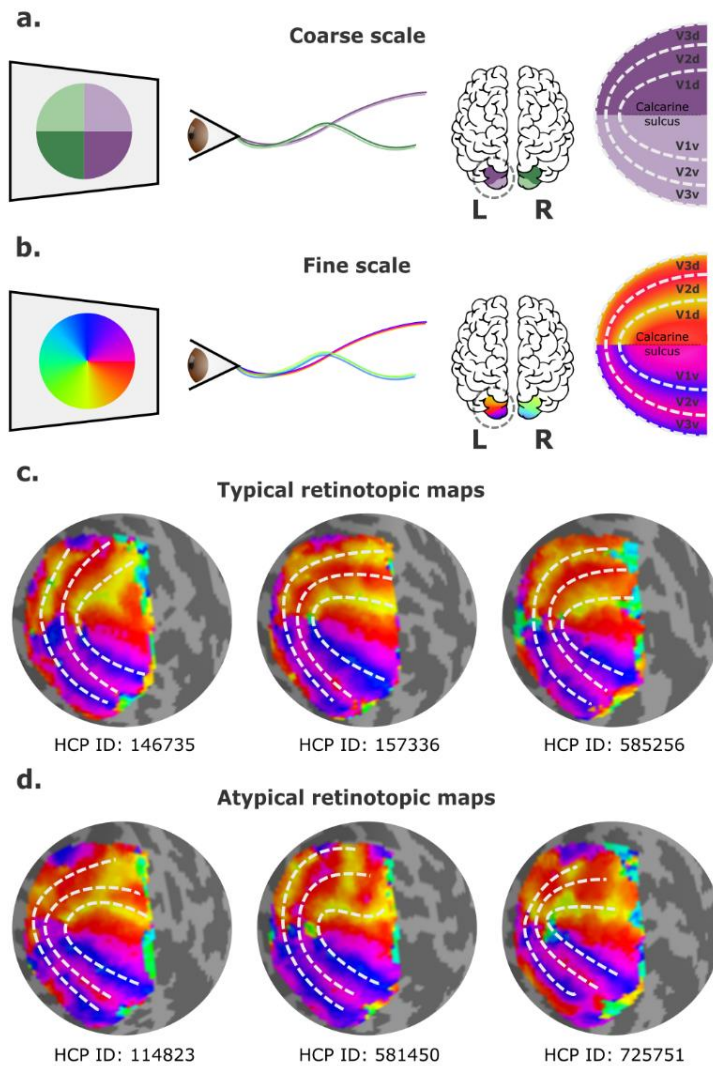 a.
Coarse scale
L
R
V3d
V2d
V1d
Calcarine
sulcus
V1v
V2v
V3v
b.
Fine scale
L
R
V3d
V2d
V1d
Calcarine
sulcus
V1v
V2v
V3v
c.
Typical retinotopic maps
HCP ID: 146735
HCP ID: 157336
HCP ID: 585256
d.
Atypical retinotopic maps
HCP ID: 114823
HCP ID: 581450
HCP ID: 725751